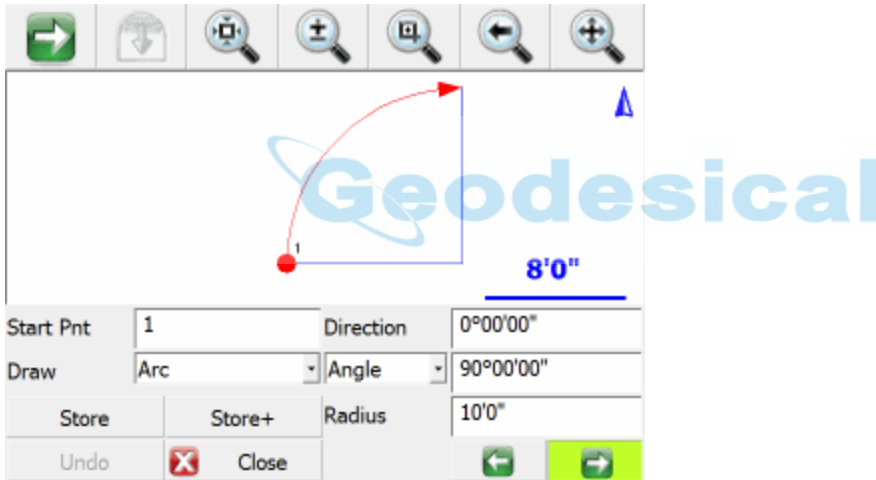 1
Geodesical
8'0"
Start Pnt 1 Direction 0°00'00"
Draw Arc Angle 90°00'00"
Store Store+ Radius 10'0"
Undo Close